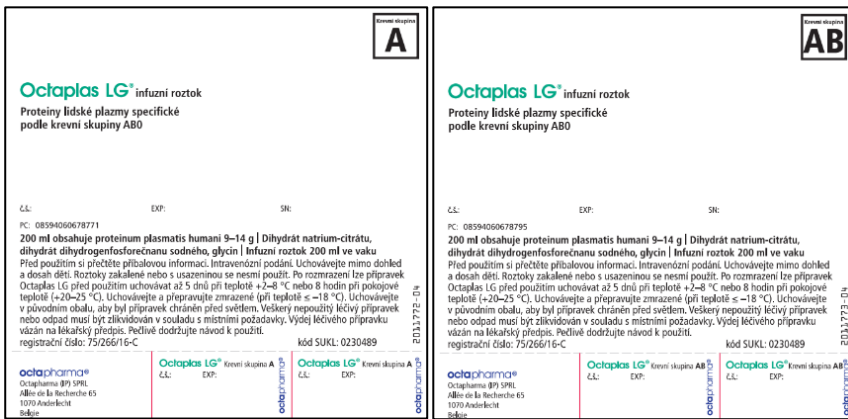 Krevní skupina
A
Octaplas LG® infuzní roztok
Proteiny lidské plazmy specifické
podle krevní skupiny AB0
č.š.:
EXP:
SN:
PC: 08594060678771
200 ml obsahuje proteinum plasmatis humani 9–14 g | Dihydrát natrium-citrátu,
dihydrát dihydrogenfosforečnanu sodného, glycin | Infuzní roztok 200 ml ve vaku
Před použitím si přečtěte příbalovou informaci. Intravenózní podání. Uchovávejte mimo dohled
a dosah dětí. Roztoky zakalené nebo s usazeninou se nesmí použít. Po rozmrazení lze přípravek
Octaplas LG před použitím uchovávat až 5 dnů při teplotě +2–8 °C nebo 8 hodin při pokojové
teplotě (+20–25 °C). Uchovávejte a přepravujte zmrazené (při teplotě ≤ –18 °C). Uchovávejte
v původním obalu, aby byl přípravek chráněn před světlem. Veškerý nepoužitý léčivý přípravek
nebo odpad musí být zlikvidován v souladu s místními požadavky. Výdej léčivého přípravku
vázán na lékařský předpis. Pečlivě dodržujte návod k použití.
registrační číslo: 75/266/16-C
kód SUKL: 0230489
2011772-04
octapharma®
Octapharma (IP) SPRL
Allée de la Recherche 65
1070 Anderlecht
Belgie
Octaplas LG® Krevní skupina A
č.š.:
EXP:
octapharma®
Octaplas LG® Krevní skupina A
č.š.:
EXP:
octapharma®
Krevní skupina
AB
Octaplas LG® infuzní roztok
Proteiny lidské plazmy specifické
podle krevní skupiny AB0
č.š.:
EXP:
SN:
PC: 08594060678795
200 ml obsahuje proteinum plasmatis humani 9–14 g | Dihydrát natrium-citrátu,
dihydrát dihydrogenfosforečnanu sodného, glycin | Infuzní roztok 200 ml ve vaku
Před použitím si přečtěte příbalovou informaci. Intravenózní podání. Uchovávejte mimo dohled
a dosah dětí. Roztoky zakalené nebo s usazeninou se nesmí použít. Po rozmrazení lze přípravek
Octaplas LG před použitím uchovávat až 5 dnů při teplotě +2–8 °C nebo 8 hodin při pokojové
teplotě (+20–25 °C). Uchovávejte a přepravujte zmrazené (při teplotě ≤ –18 °C). Uchovávejte
v původním obalu, aby byl přípravek chráněn před světlem. Veškerý nepoužitý léčivý přípravek
nebo odpad musí být zlikvidován v souladu s místními požadavky. Výdej léčivého přípravku
vázán na lékařský předpis. Pečlivě dodržujte návod k použití.
registrační číslo: 75/266/16-C
kód SUKL: 0230489
2011773-04
octapharma®
Octapharma (IP) SPRL
Allée de la Recherche 65
1070 Anderlecht
Belgie
Octaplas LG® Krevní skupina AB
č.š.:
EXP:
octapharma®
Octaplas LG® Krevní skupina AB
č.š.:
EXP:
octapharma®